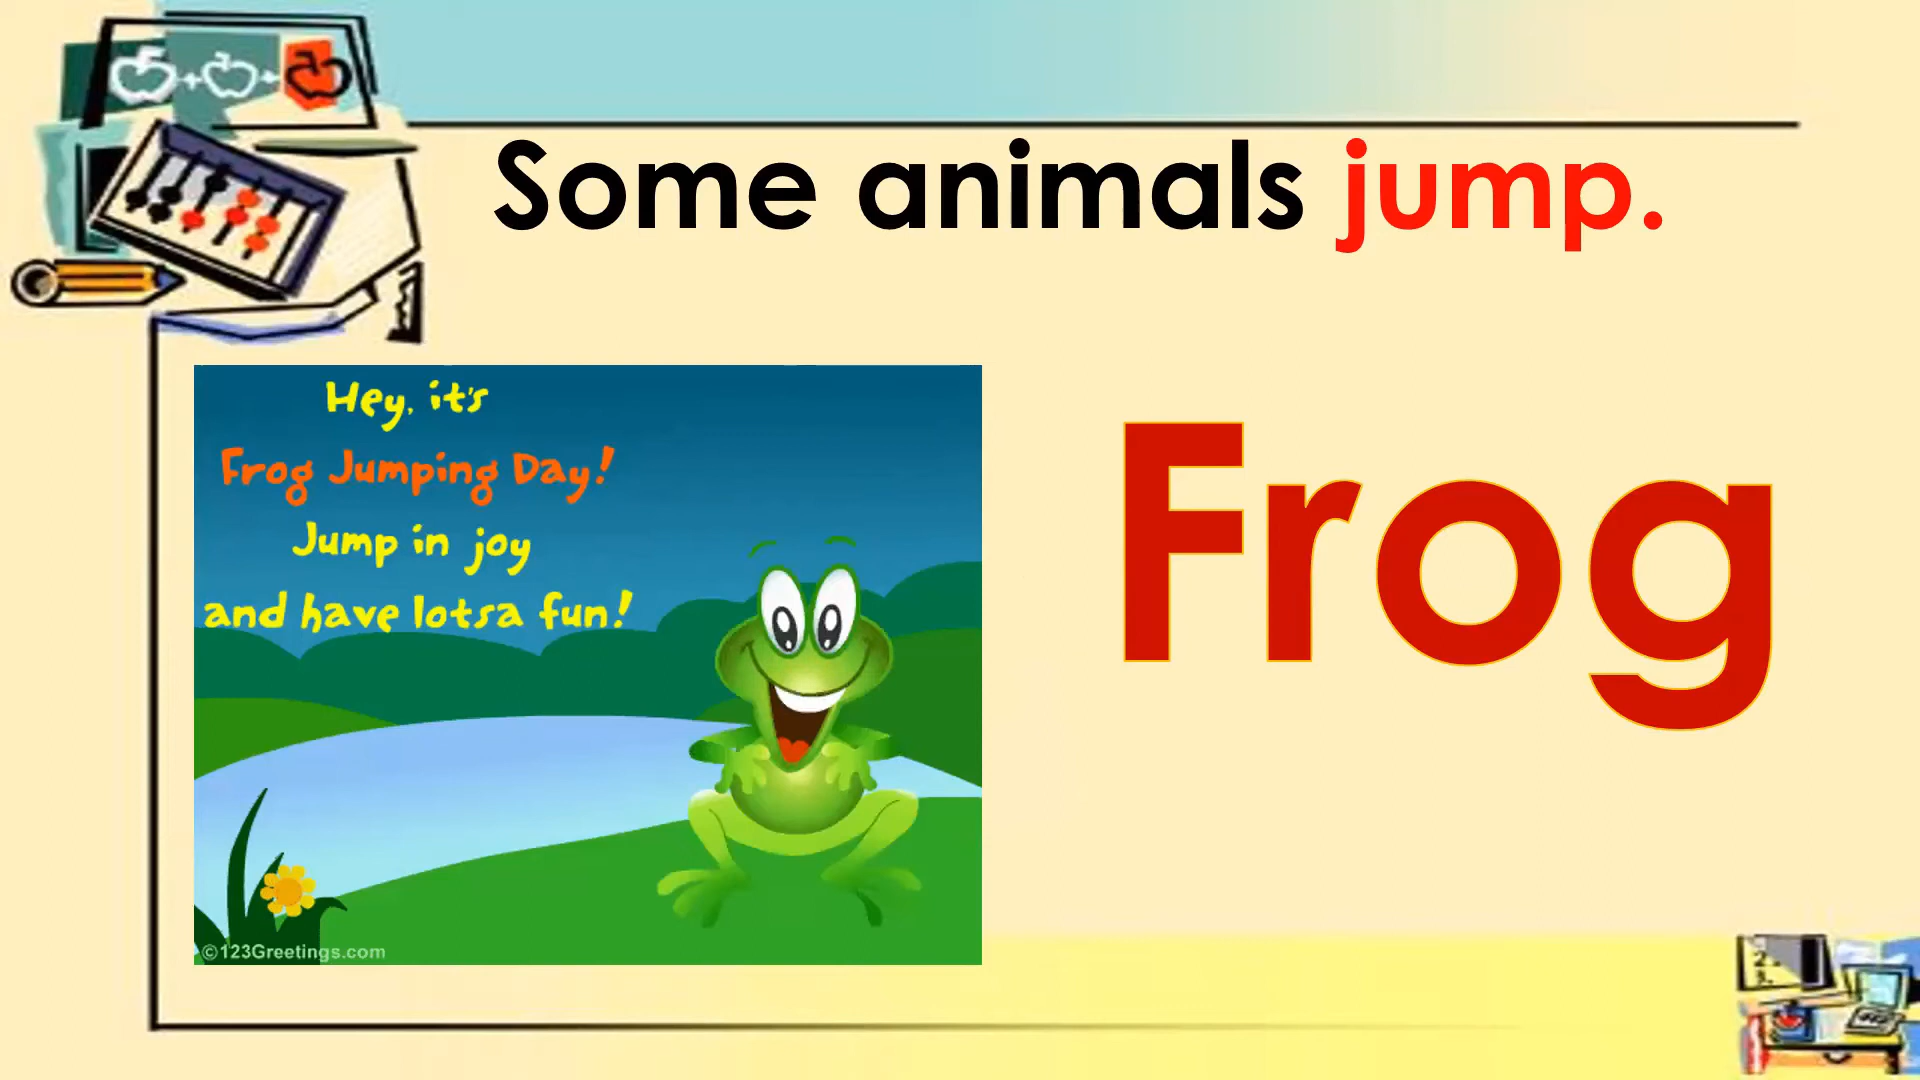 Some animals jump.
Hey, it's
Frog Jumping Day!
Jump in joy
and have lotsa fun!
©123Greetings.com
Frog